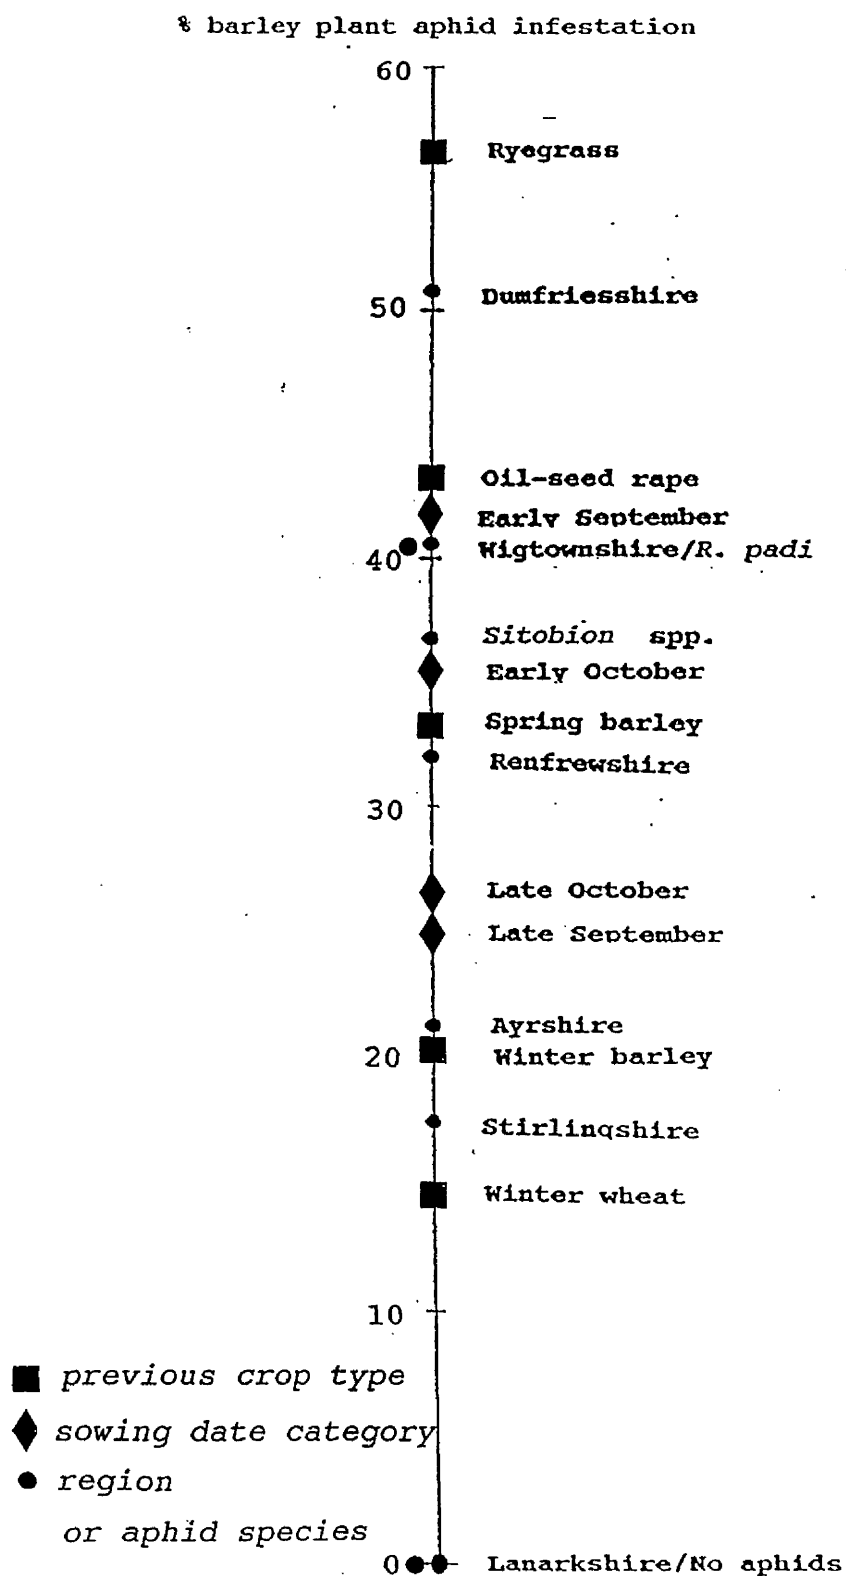 % barley plant aphid infestation
60
Ryegrass
Dumfriesshire
50
Oil-seed rape
Early September
Wigtownshire/R. padi
40
Sitobion spp.
Early October
Spring barley
Renfrewshire
30
Late October
Late September
Ayrshire
20
Winter barley
Stirlingshire
Winter wheat
10
previous crop type
sowing date category
region
or aphid species
0
Lanarkshire/No aphids